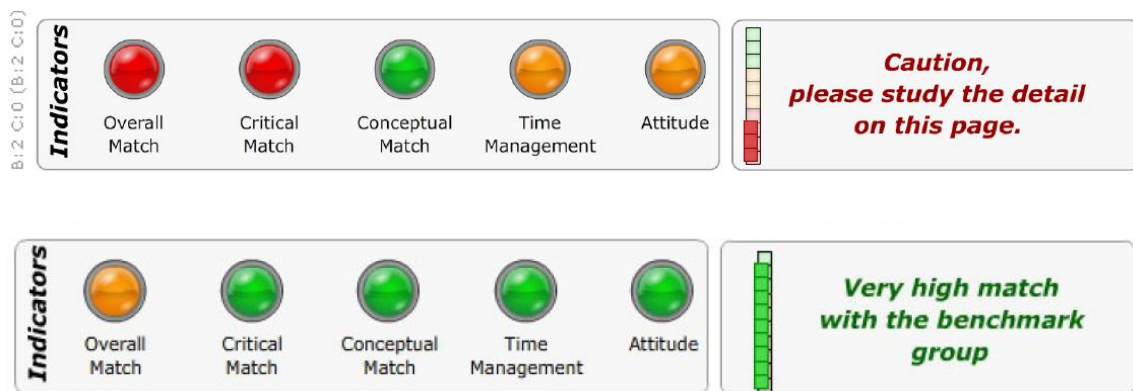 B:2 C:0 (B:2 C:0)
Indicators
Overall
Match
Critical
Match
Conceptual
Match
Time
Management
Attitude
Caution,
please study the detail
on this page.
Indicators
Overall
Match
Critical
Match
Conceptual
Match
Time
Management
Attitude
Very high match
with the benchmark
group